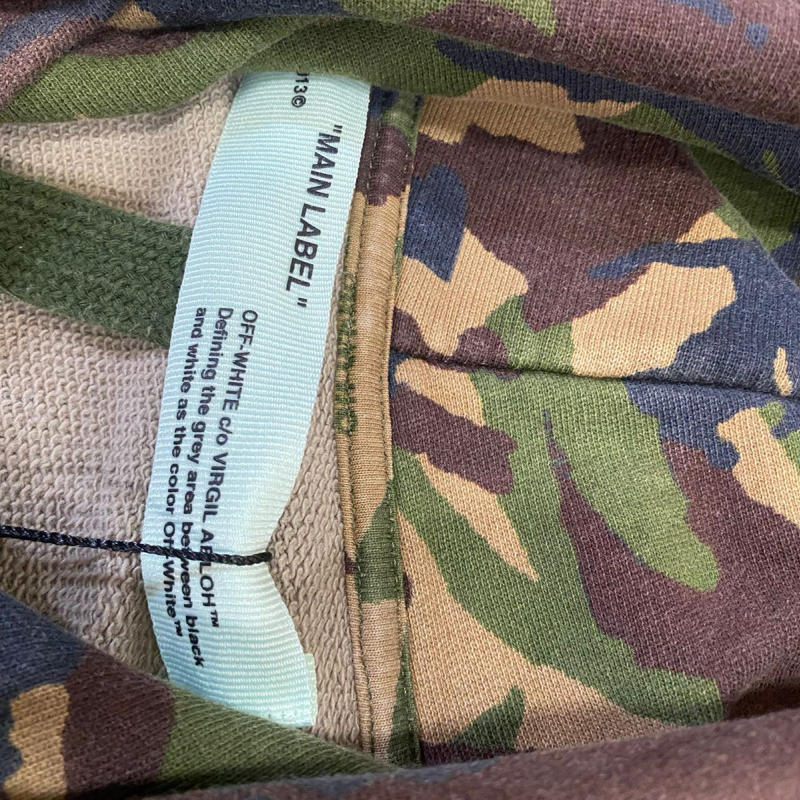 13©
"MAIN LABEL"
OFF-WHITE c/o VIRGIL ABLOH™
Defining the grey area between black
and white as the color Off-White™